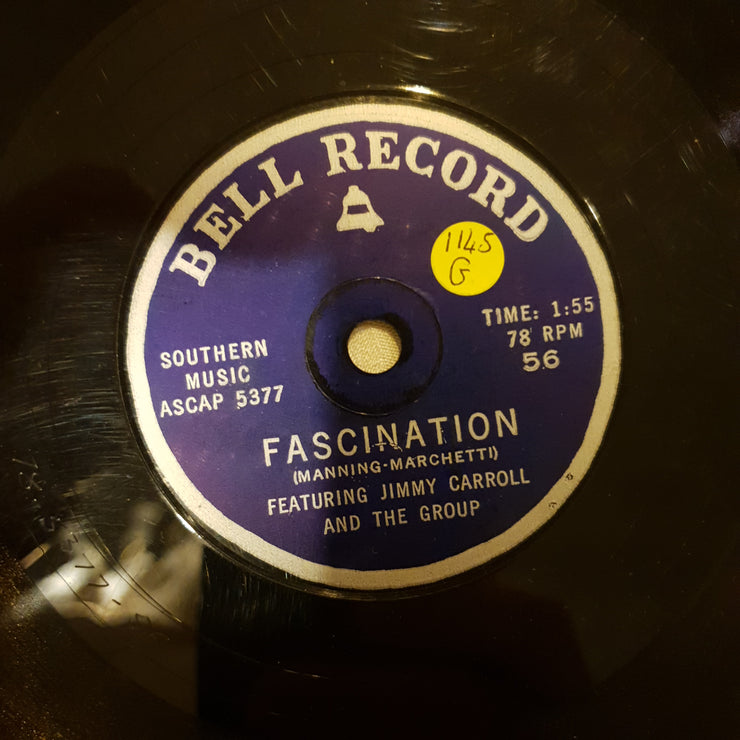 BELL RECORD
1145
G
TIME: 1:55
78 RPM
56
SOUTHERN
MUSIC
ASCAP 5377
FASCINATION
(MANNING-MARCHETTI)
FEATURING JIMMY CARROLL
AND THE GROUP